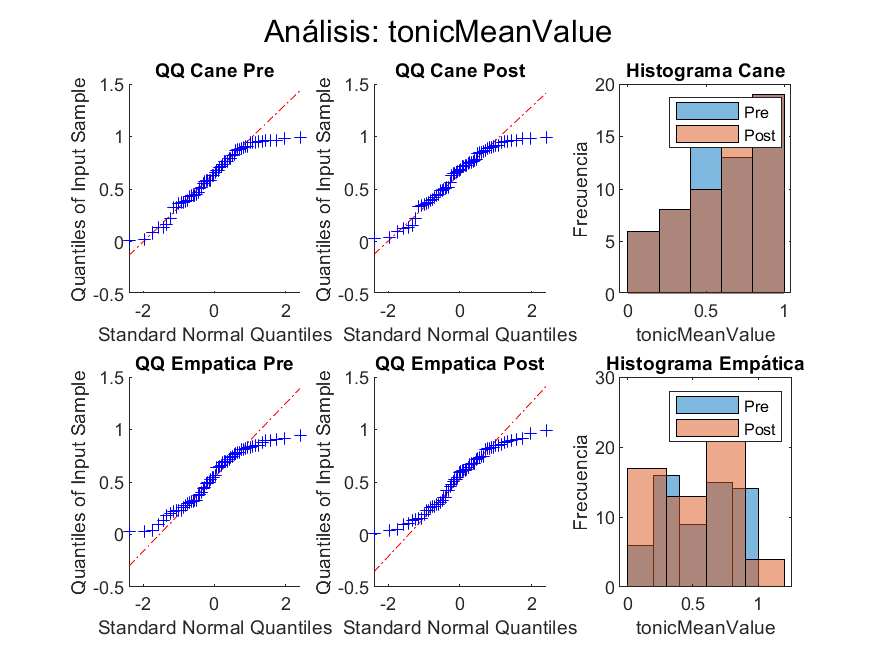 Análisis: tonicMeanValue
QQ Cane Pre
Quantiles of Input Sample
1.5
1
0.5
0
-0.5
-2
0
2
Standard Normal Quantiles
QQ Cane Post
Quantiles of Input Sample
1.5
1
0.5
0
-0.5
-2
0
2
Standard Normal Quantiles
Histograma Cane
Frecuencia
20
15
10
5
0
Pre
Post
0
0.5
1
tonicMeanValue
QQ Empatica Pre
Quantiles of Input Sample
1.5
1
0.5
0
-0.5
-2
0
2
Standard Normal Quantiles
QQ Empatica Post
Quantiles of Input Sample
1.5
1
0.5
0
-0.5
-2
0
2
Standard Normal Quantiles
Histograma Empática
Frecuencia
30
20
10
0
Pre
Post
0
0.5
1
tonicMeanValue